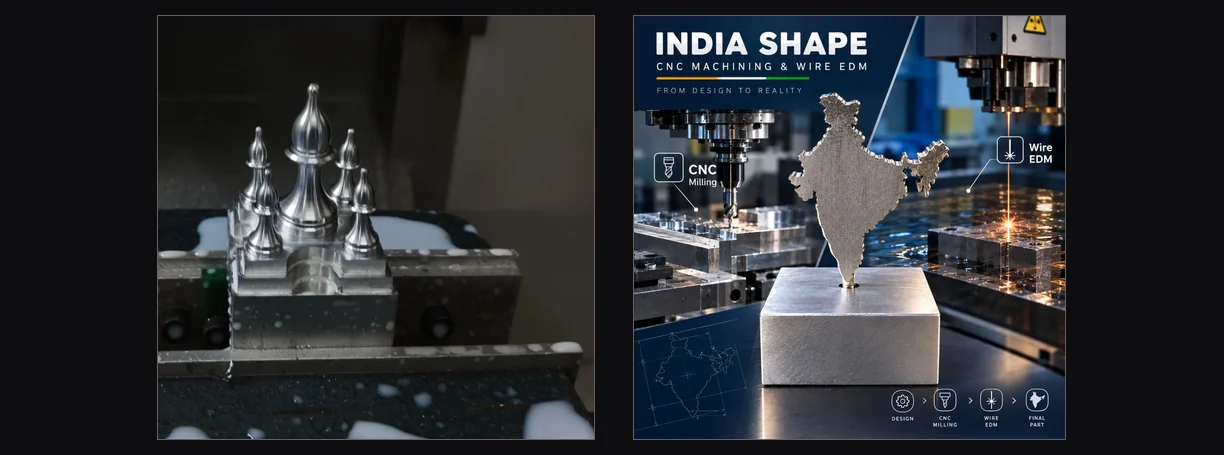 INDIA SHAPE
CNC MACHINING & WIRE EDM
FROM DESIGN TO REALITY
CNC
Milling
Wire
EDM
DESIGN
CNC
MILLING
WIRE
EDM
FINAL
PART